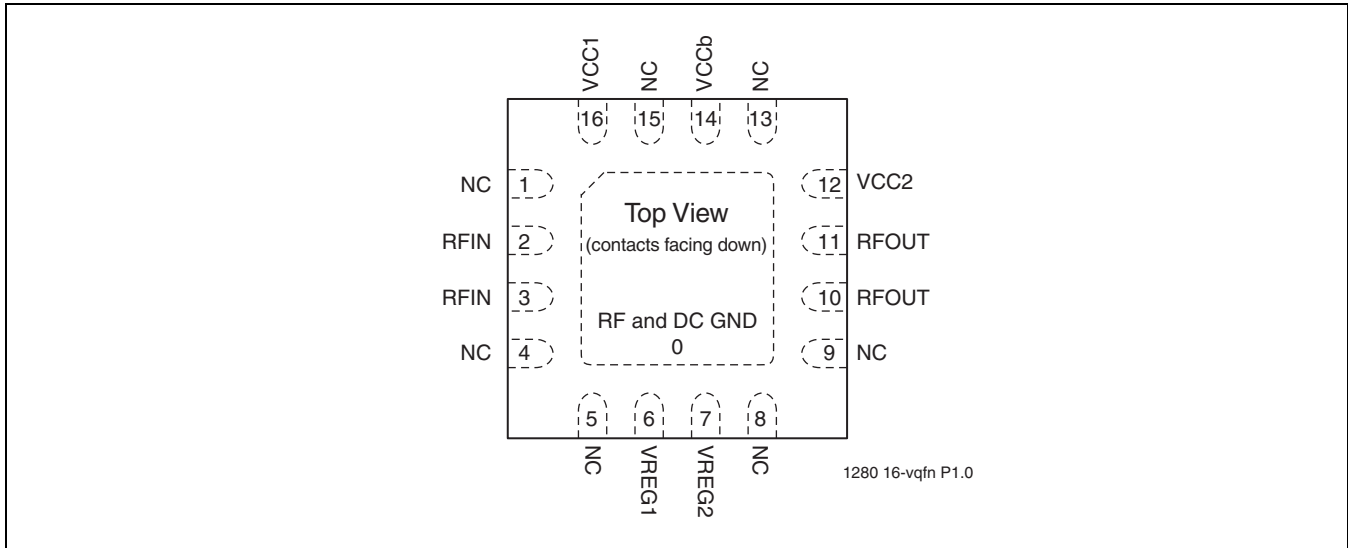 VCC1
NC
VCCb
NC
16
15
14
13
NC
1
12
VCC2
Top View
RFIN
2
(contacts facing down)
11
RFOUT
RFIN
3
10
RFOUT
RF and DC GND
NC
4
0
9
NC
5
6
7
8
NC
VREG1
VREG2
NC
1280 16-vqfn P1.0